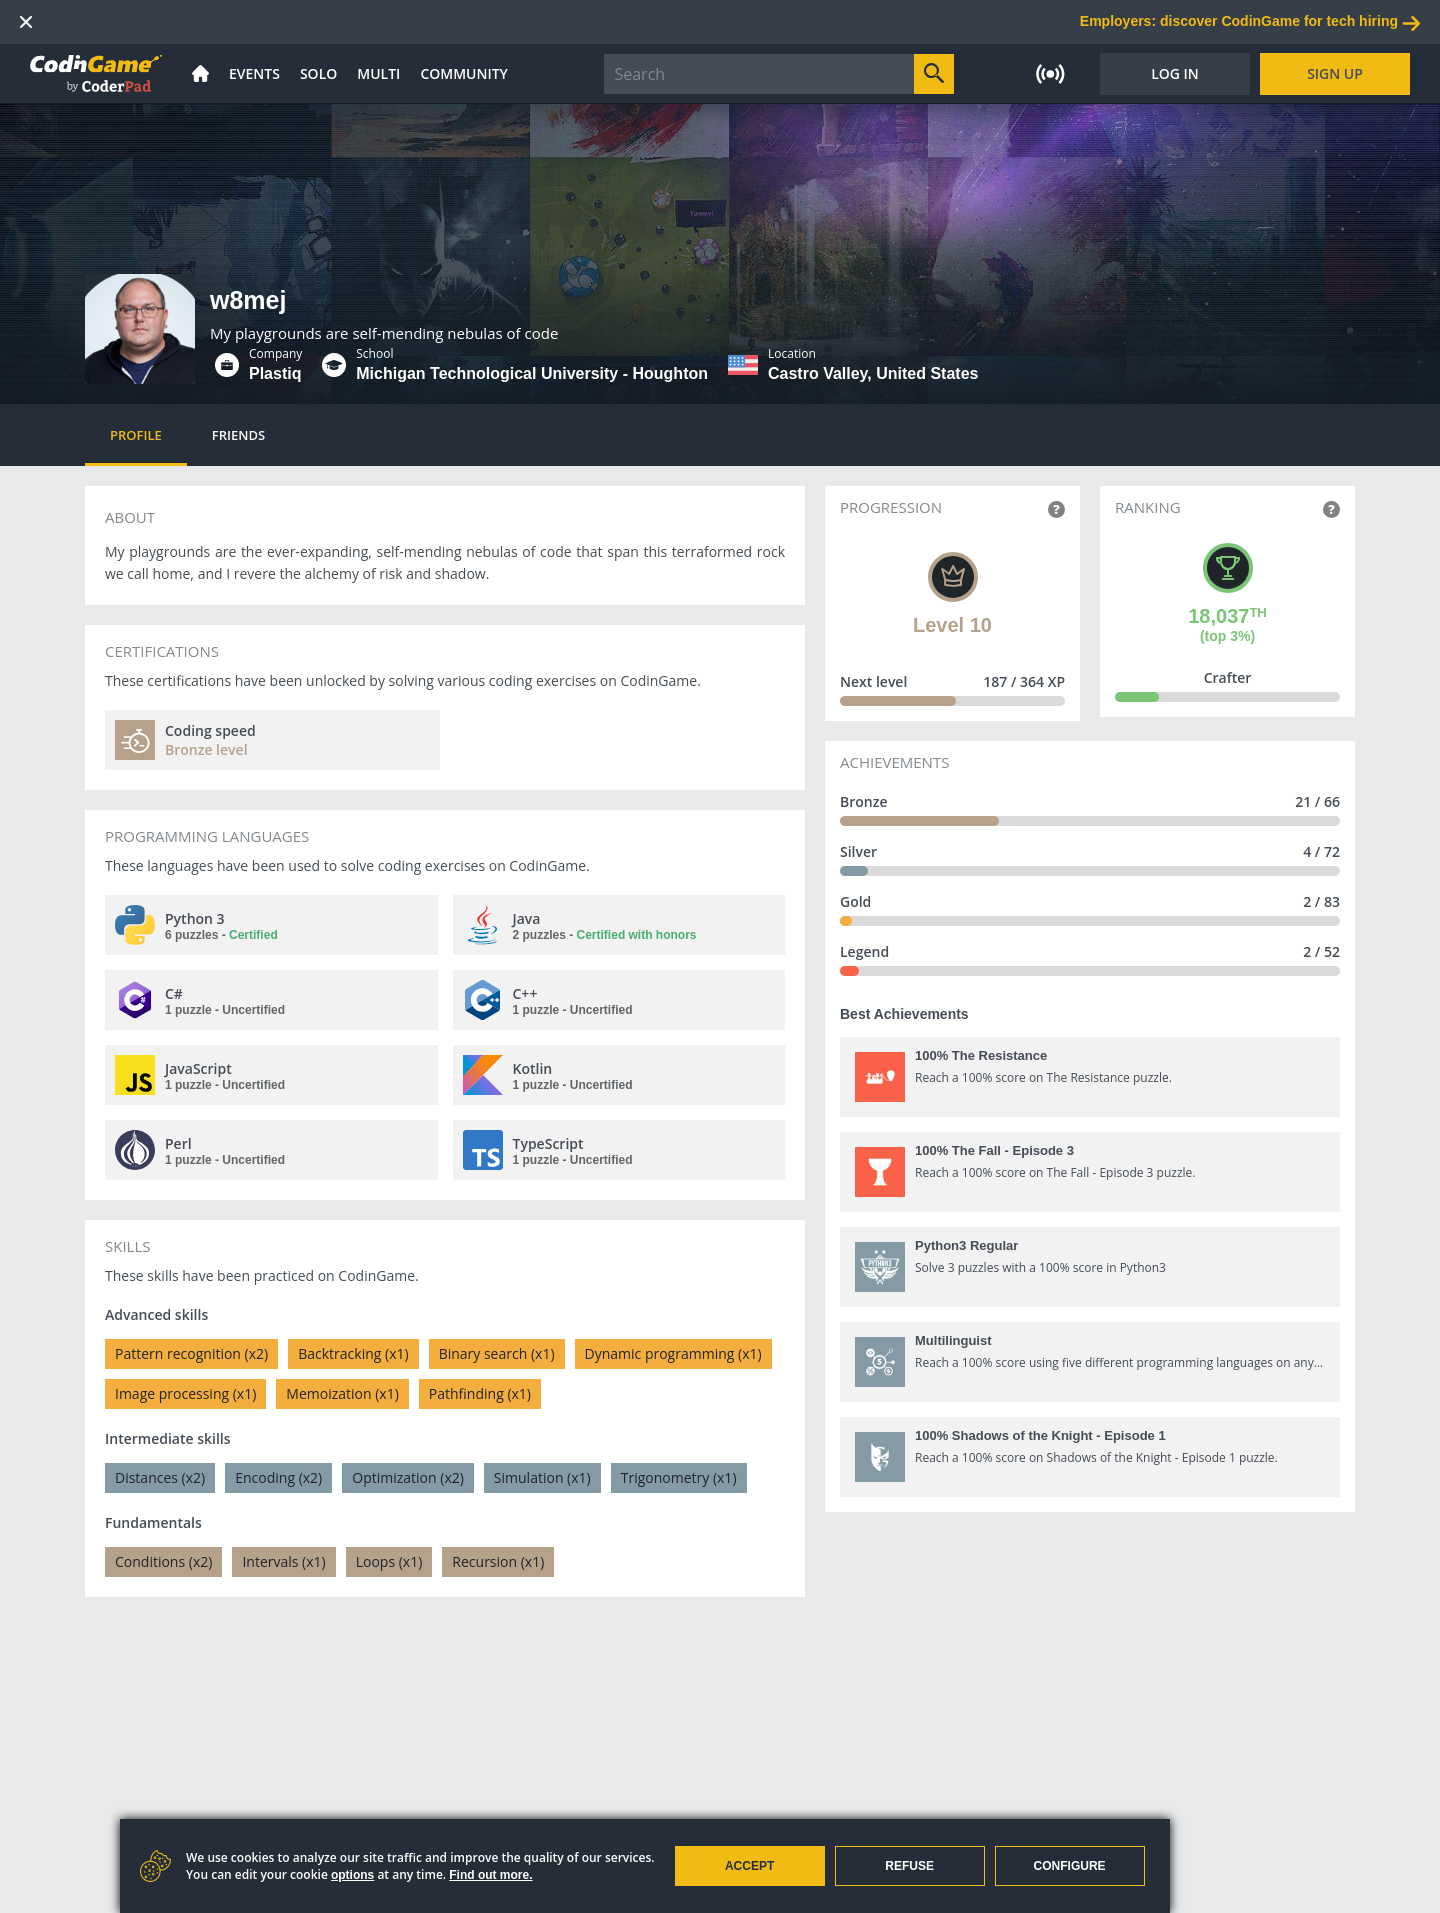 Employers: discover CodinGame for tech hiring
CodinGame
by CoderPad
EVENTS SOLO MULTI COMMUNITY
Search
LOG IN
SIGN UP
Yummy!
w8mej
My playgrounds are self-mending nebulas of code
Company
Plastiq
School
Michigan Technological University - Houghton
Location
Castro Valley, United States
PROFILE FRIENDS
ABOUT
My playgrounds are the ever-expanding, self-mending nebulas of code that span this terraformed rock
we call home, and I revere the alchemy of risk and shadow.
CERTIFICATIONS
These certifications have been unlocked by solving various coding exercises on CodinGame.
Coding speed
Bronze level
PROGRAMMING LANGUAGES
These languages have been used to solve coding exercises on CodinGame.
Python 3
6 puzzles - Certified
Java
2 puzzles - Certified with honors
C#
1 puzzle - Uncertified
C++
1 puzzle - Uncertified
JS
JavaScript
1 puzzle - Uncertified
Kotlin
1 puzzle - Uncertified
Perl
1 puzzle - Uncertified
TS
TypeScript
1 puzzle - Uncertified
SKILLS
These skills have been practiced on CodinGame.
Advanced skills
Pattern recognition (x2) Backtracking (x1) Binary search (x1) Dynamic programming (x1)
Image processing (x1) Memoization (x1) Pathfinding (x1)
Intermediate skills
Distances (x2) Encoding (x2) Optimization (x2) Simulation (x1) Trigonometry (x1)
Fundamentals
Conditions (x2) Intervals (x1) Loops (x1) Recursion (x1)
PROGRESSION ?
Level 10
Next level 187 / 364 XP
RANKING ?
18,037TH
(top 3%)
Crafter
ACHIEVEMENTS
Bronze 21 / 66
Silver 4 / 72
Gold 2 / 83
Legend 2 / 52
Best Achievements
100% The Resistance
Reach a 100% score on The Resistance puzzle.
100% The Fall - Episode 3
Reach a 100% score on The Fall - Episode 3 puzzle.
PYTHON3
Python3 Regular
Solve 3 puzzles with a 100% score in Python3
5
Multilinguist
Reach a 100% score using five different programming languages on any...
100% Shadows of the Knight - Episode 1
Reach a 100% score on Shadows of the Knight - Episode 1 puzzle.
We use cookies to analyze our site traffic and improve the quality of our services.
You can edit your cookie options at any time. Find out more.
ACCEPT REFUSE CONFIGURE